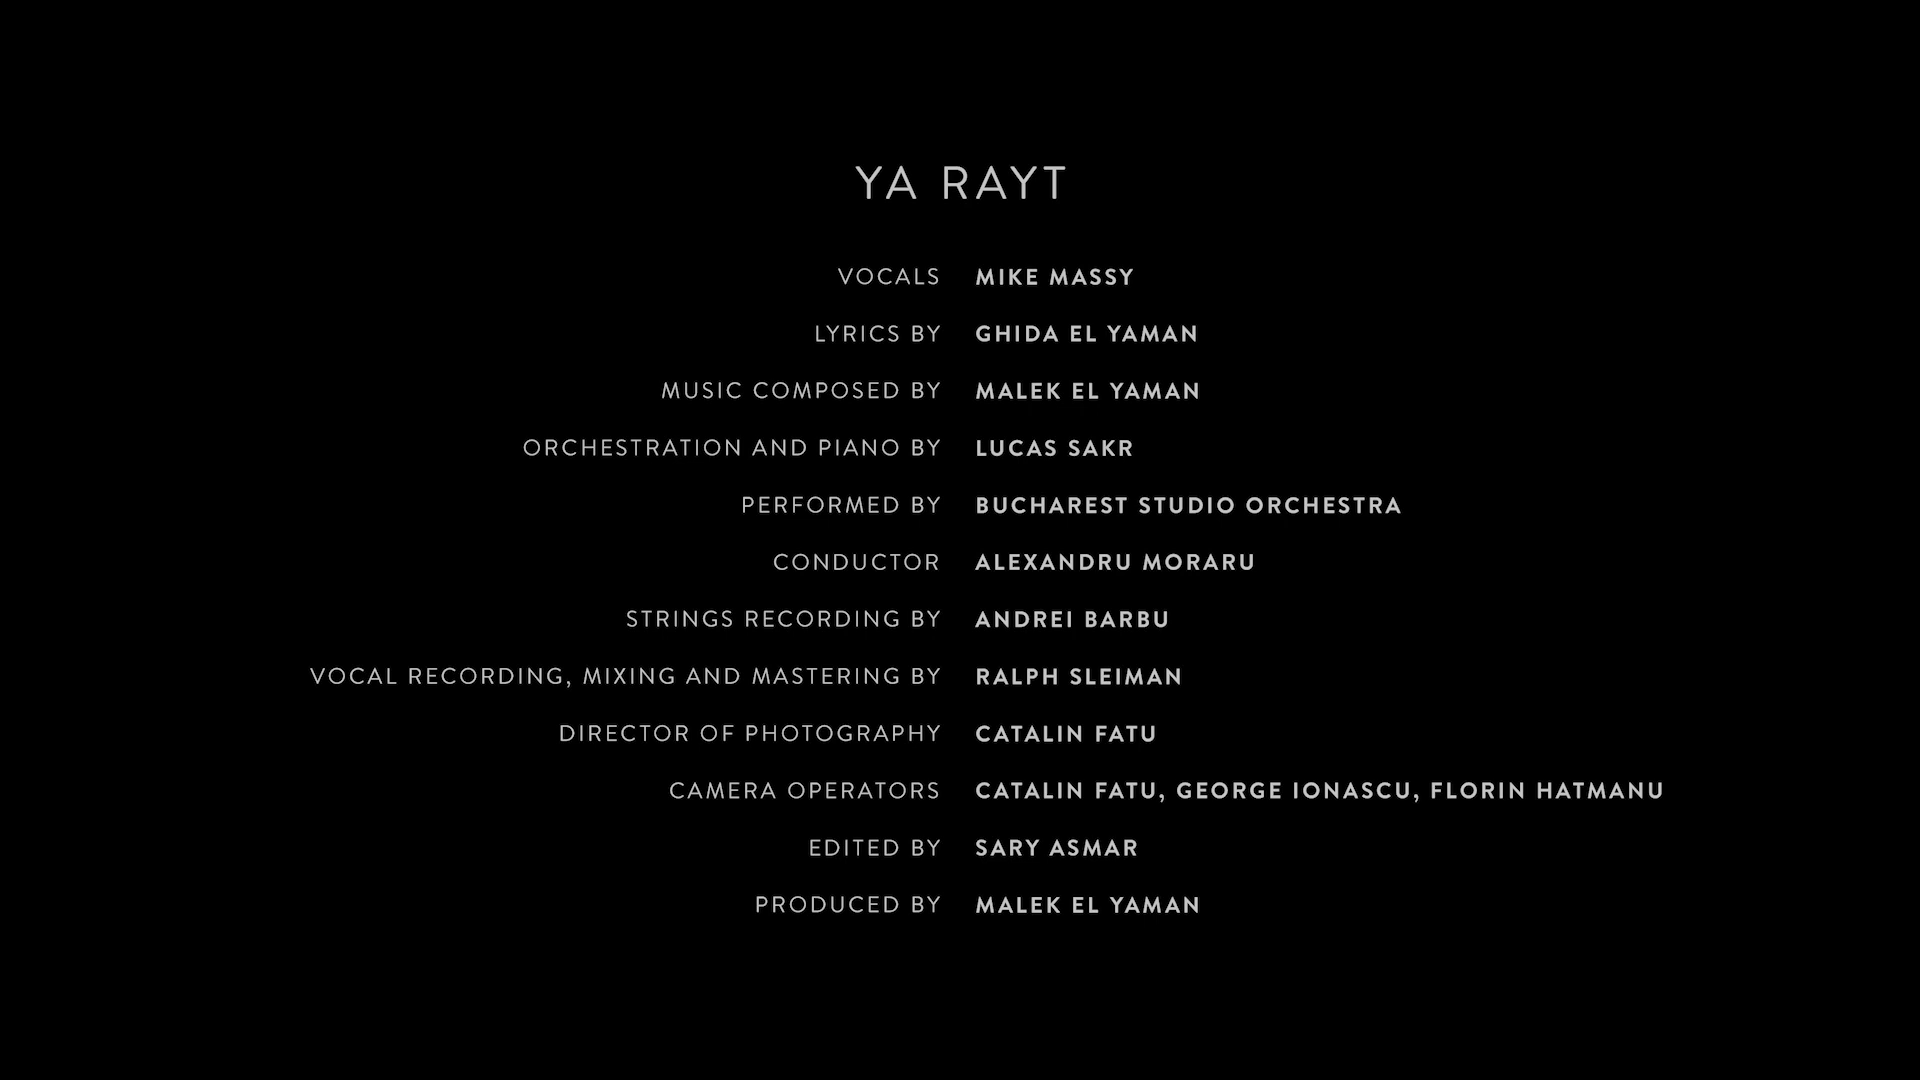 YA RAYT
VOCALS MIKE MASSY
LYRICS BY GHIDA EL YAMAN
MUSIC COMPOSED BY MALEK EL YAMAN
ORCHESTRATION AND PIANO BY LUCAS SAKR
PERFORMED BY BUCHAREST STUDIO ORCHESTRA
CONDUCTOR ALEXANDRU MORARU
STRINGS RECORDING BY ANDREI BARBU
VOCAL RECORDING, MIXING AND MASTERING BY RALPH SLEIMAN
DIRECTOR OF PHOTOGRAPHY CATALIN FATU
CAMERA OPERATORS CATALIN FATU, GEORGE IONASCU, FLORIN HATMANU
EDITED BY SARY ASMAR
PRODUCED BY MALEK EL YAMAN